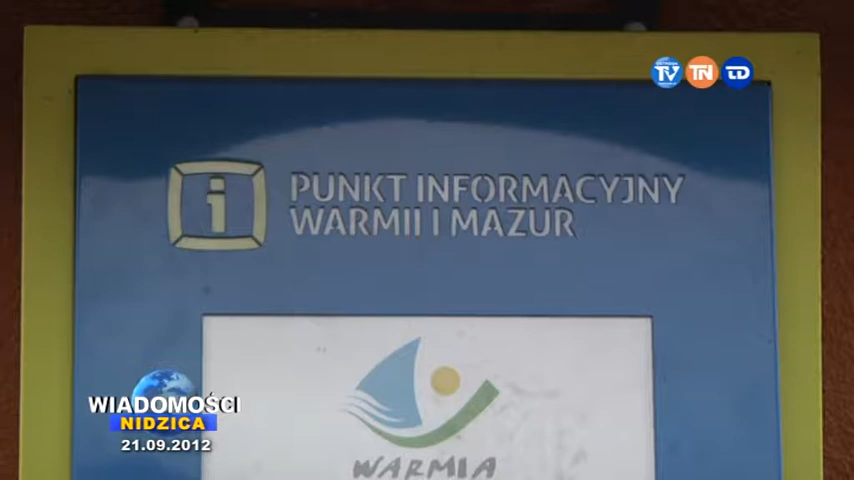 TV TN TD
i PUNKT INFORMACYJNY
WARMII I MAZUR
WARMIA
WIADOMOŚCI
NIDZICA
21.09.2012